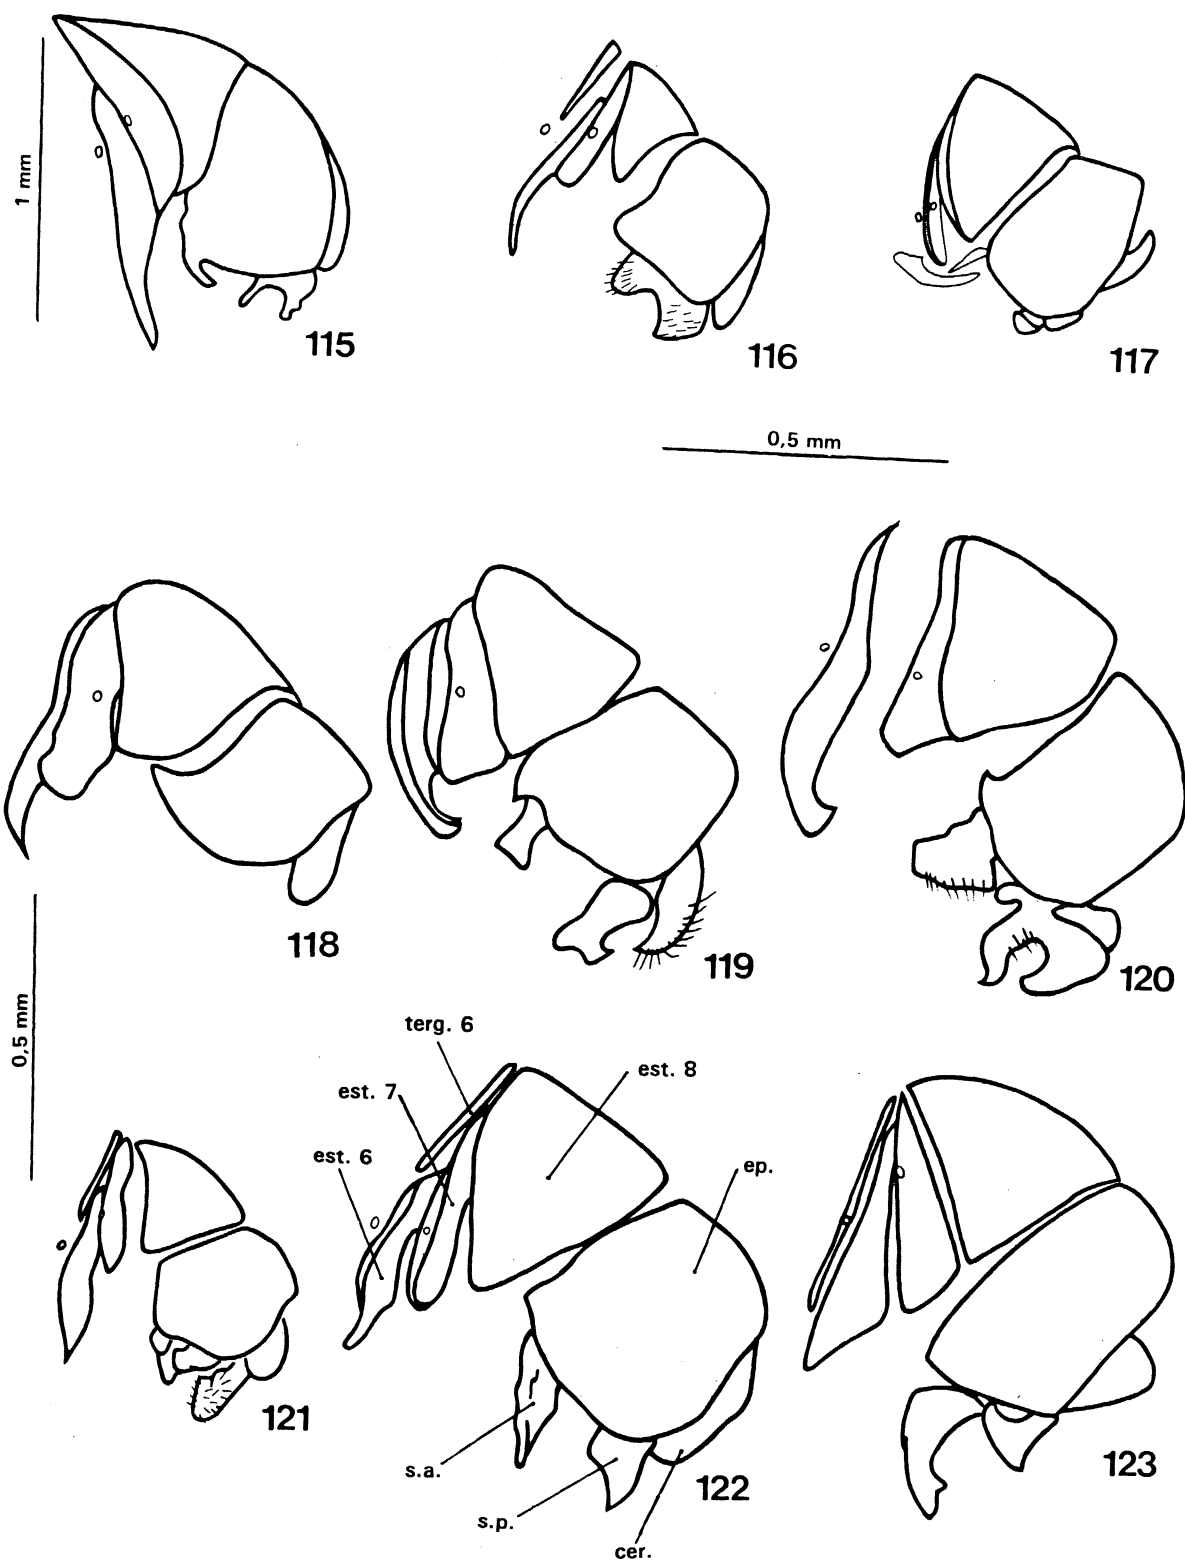 1 mm
115
116
117
0,5 mm
118
119
120
0,5 mm
terg. 6
est. 7
est. 8
est. 6
ep.
121
s.a.
s.p.
122
cer.
123